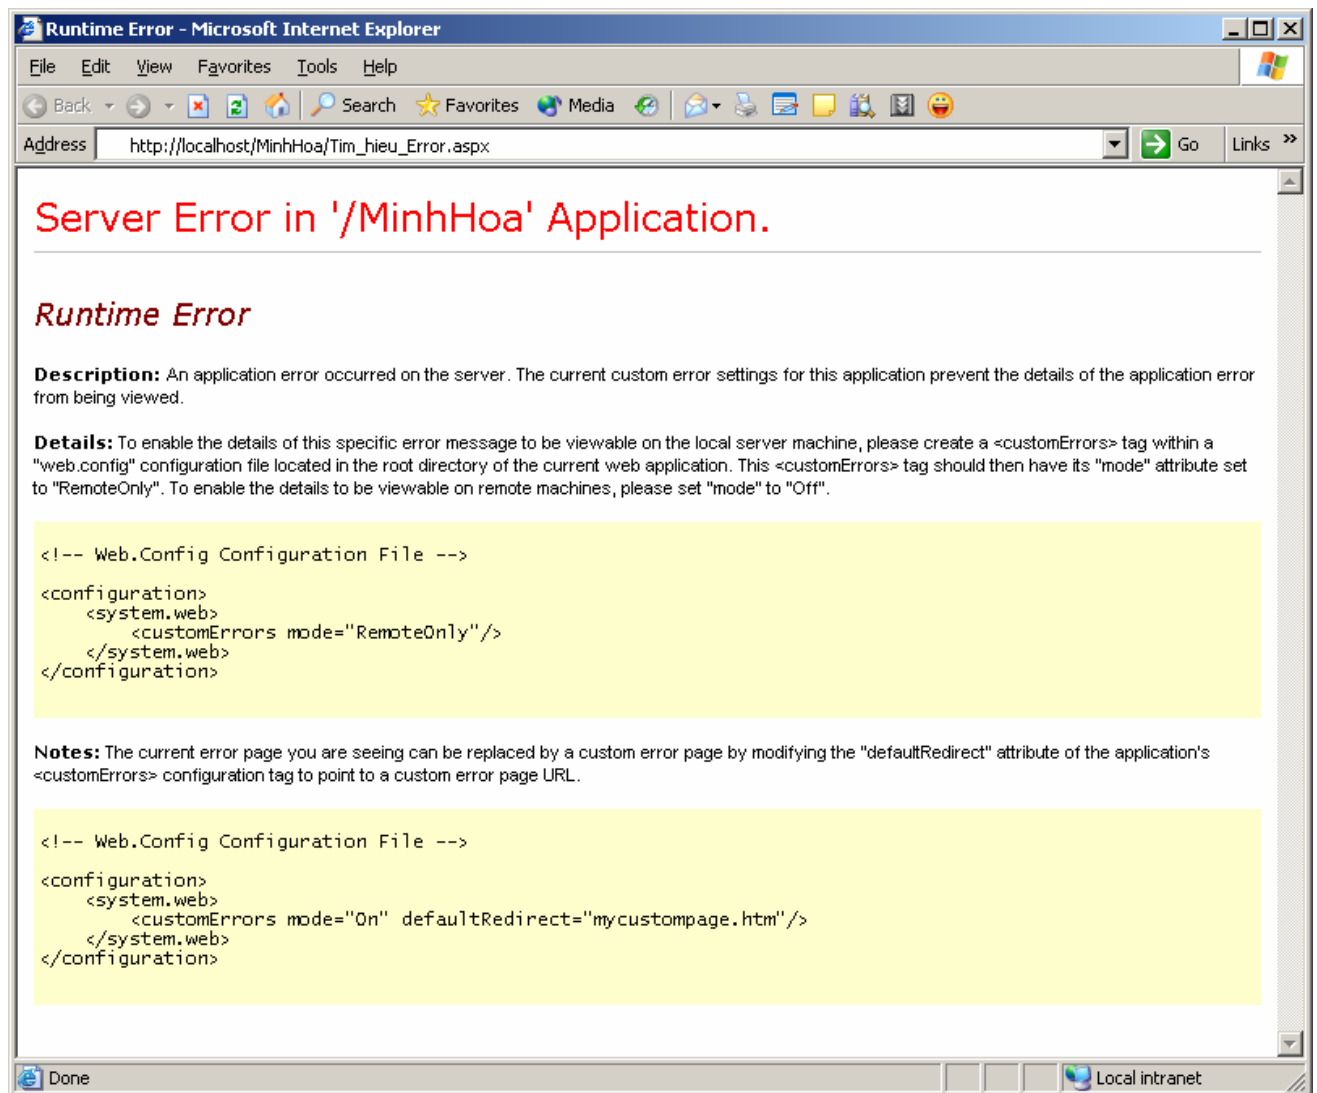 Runtime Error - Microsoft Internet Explorer
File Edit View Favorites Tools Help
Back Search Favorites Media
Address http://localhost/MinhHoa/Tim_hieu_Error.aspx Go Links »
Server Error in '/MinhHoa' Application.
Runtime Error
Description: An application error occurred on the server. The current custom error settings for this application prevent the details of the application error
from being viewed.
Details: To enable the details of this specific error message to be viewable on the local server machine, please create a <customErrors> tag within a
"web.config" configuration file located in the root directory of the current web application. This <customErrors> tag should then have its "mode" attribute set
to "RemoteOnly". To enable the details to be viewable on remote machines, please set "mode" to "Off".
<!-- Web.Config Configuration File -->
<configuration>
    <system.web>
        <customErrors mode="RemoteOnly"/>
    </system.web>
</configuration>
Notes: The current error page you are seeing can be replaced by a custom error page by modifying the "defaultRedirect" attribute of the application's
<customErrors> configuration tag to point to a custom error page URL.
<!-- Web.Config Configuration File -->
<configuration>
    <system.web>
        <customErrors mode="On" defaultRedirect="mycustompage.htm"/>
    </system.web>
</configuration>
Done Local intranet